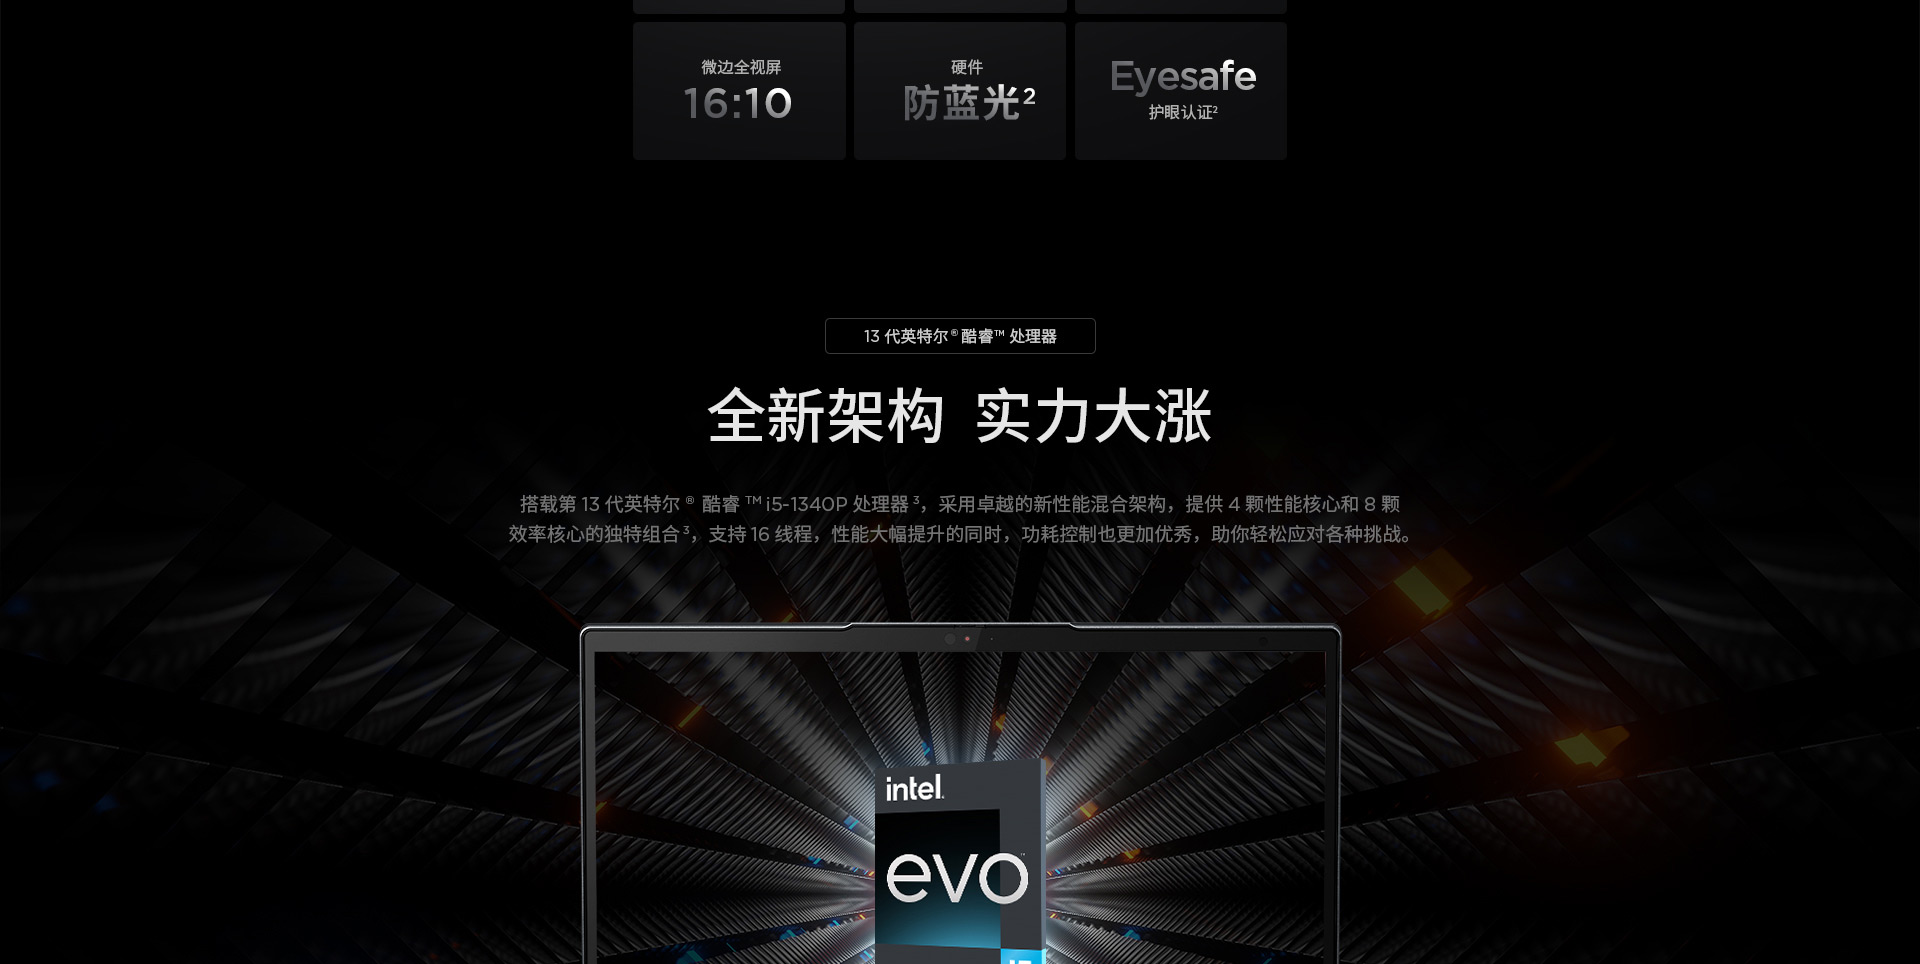 微边全视屏
16:10
硬件
防蓝光²
Eyesafe
护眼认证²
13 代英特尔® 酷睿™ 处理器
全新架构 实力大涨
搭载第 13 代英特尔 ® 酷睿 ™ i5-1340P 处理器 ³，采用卓越的新性能混合架构，提供 4 颗性能核心和 8 颗
效率核心的独特组合 ³，支持 16 线程，性能大幅提升的同时，功耗控制也更加优秀，助你轻松应对各种挑战。
intel.
evo™